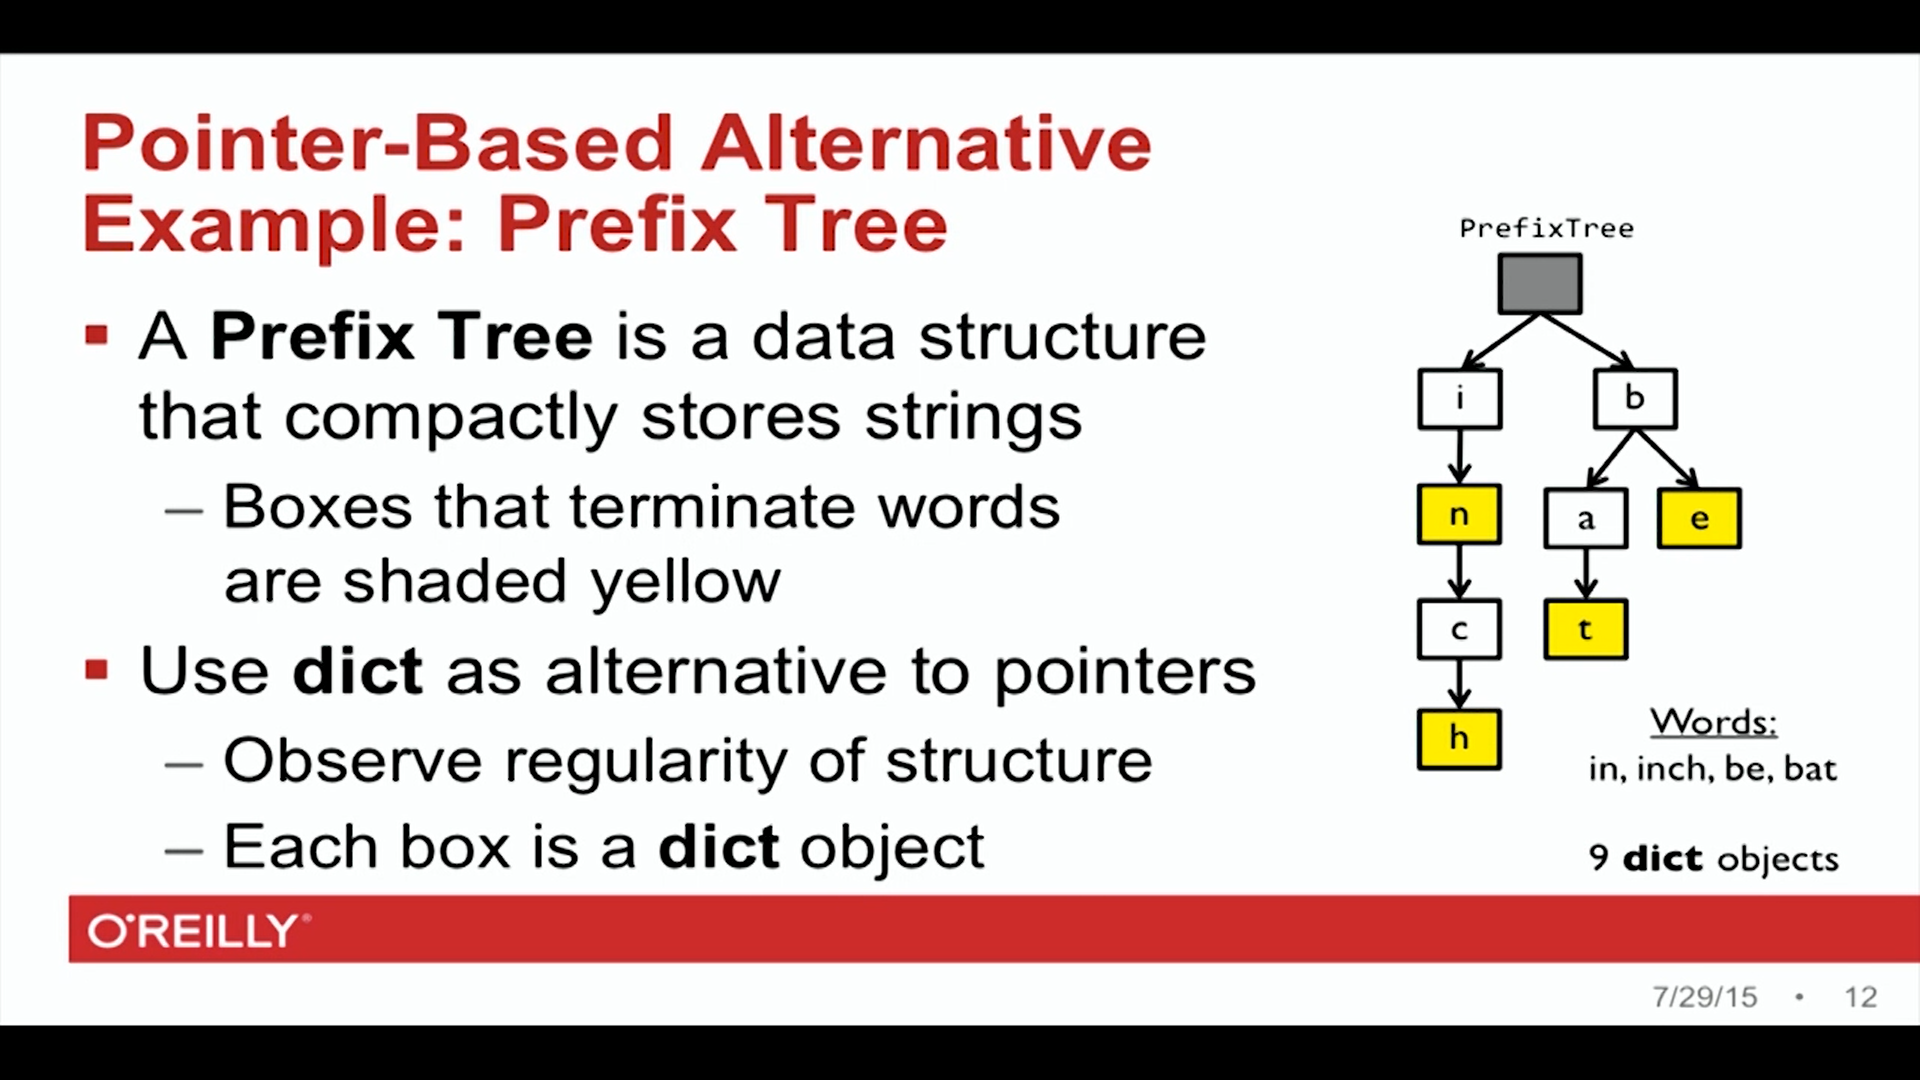 Pointer-Based Alternative
Example: Prefix Tree
▪ A Prefix Tree is a data structure
that compactly stores strings
– Boxes that terminate words
are shaded yellow
▪ Use dict as alternative to pointers
– Observe regularity of structure
– Each box is a dict object
PrefixTree
i
b
n
a
e
c
t
h
Words:
in, inch, be, bat
9 dict objects
O'REILLY®
7/29/15 • 12